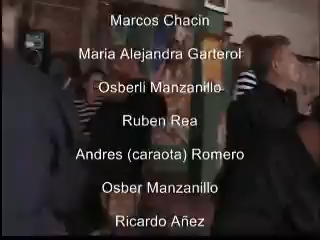 Marcos Chacin
Maria Alejandra Garterol
Osberli Manzanillo
Ruben Rea
Andres (caraota) Romero
Osber Manzanillo
Ricardo Añez